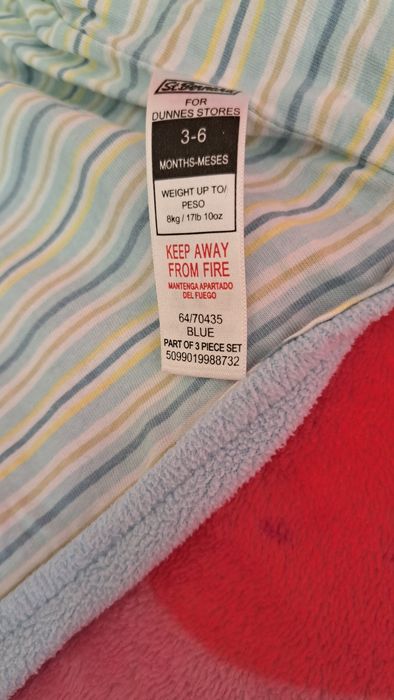 St. Bernard
FOR
DUNNES STORES
3-6
MONTHS-MESES
WEIGHT UP TO/
PESO
8kg / 17lb 10oz
KEEP AWAY
FROM FIRE
MANTENGA APARTADO
DEL FUEGO
64/70435
BLUE
PART OF 3 PIECE SET
5099019988732